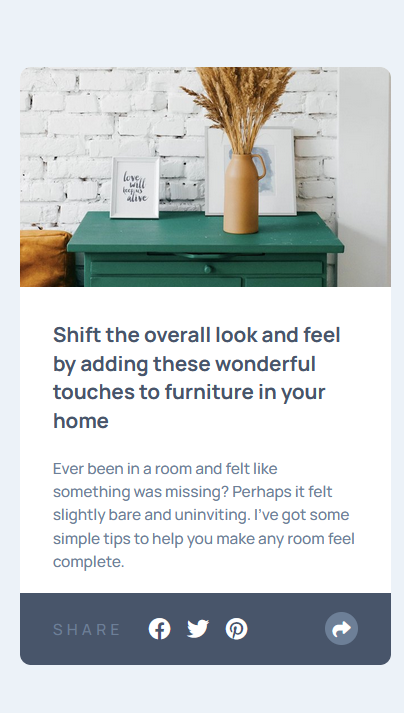 love
will
keep us
alive
Shift the overall look and feel
by adding these wonderful
touches to furniture in your
home
Ever been in a room and felt like
something was missing? Perhaps it felt
slightly bare and uninviting. I've got some
simple tips to help you make any room feel
complete.
SHARE